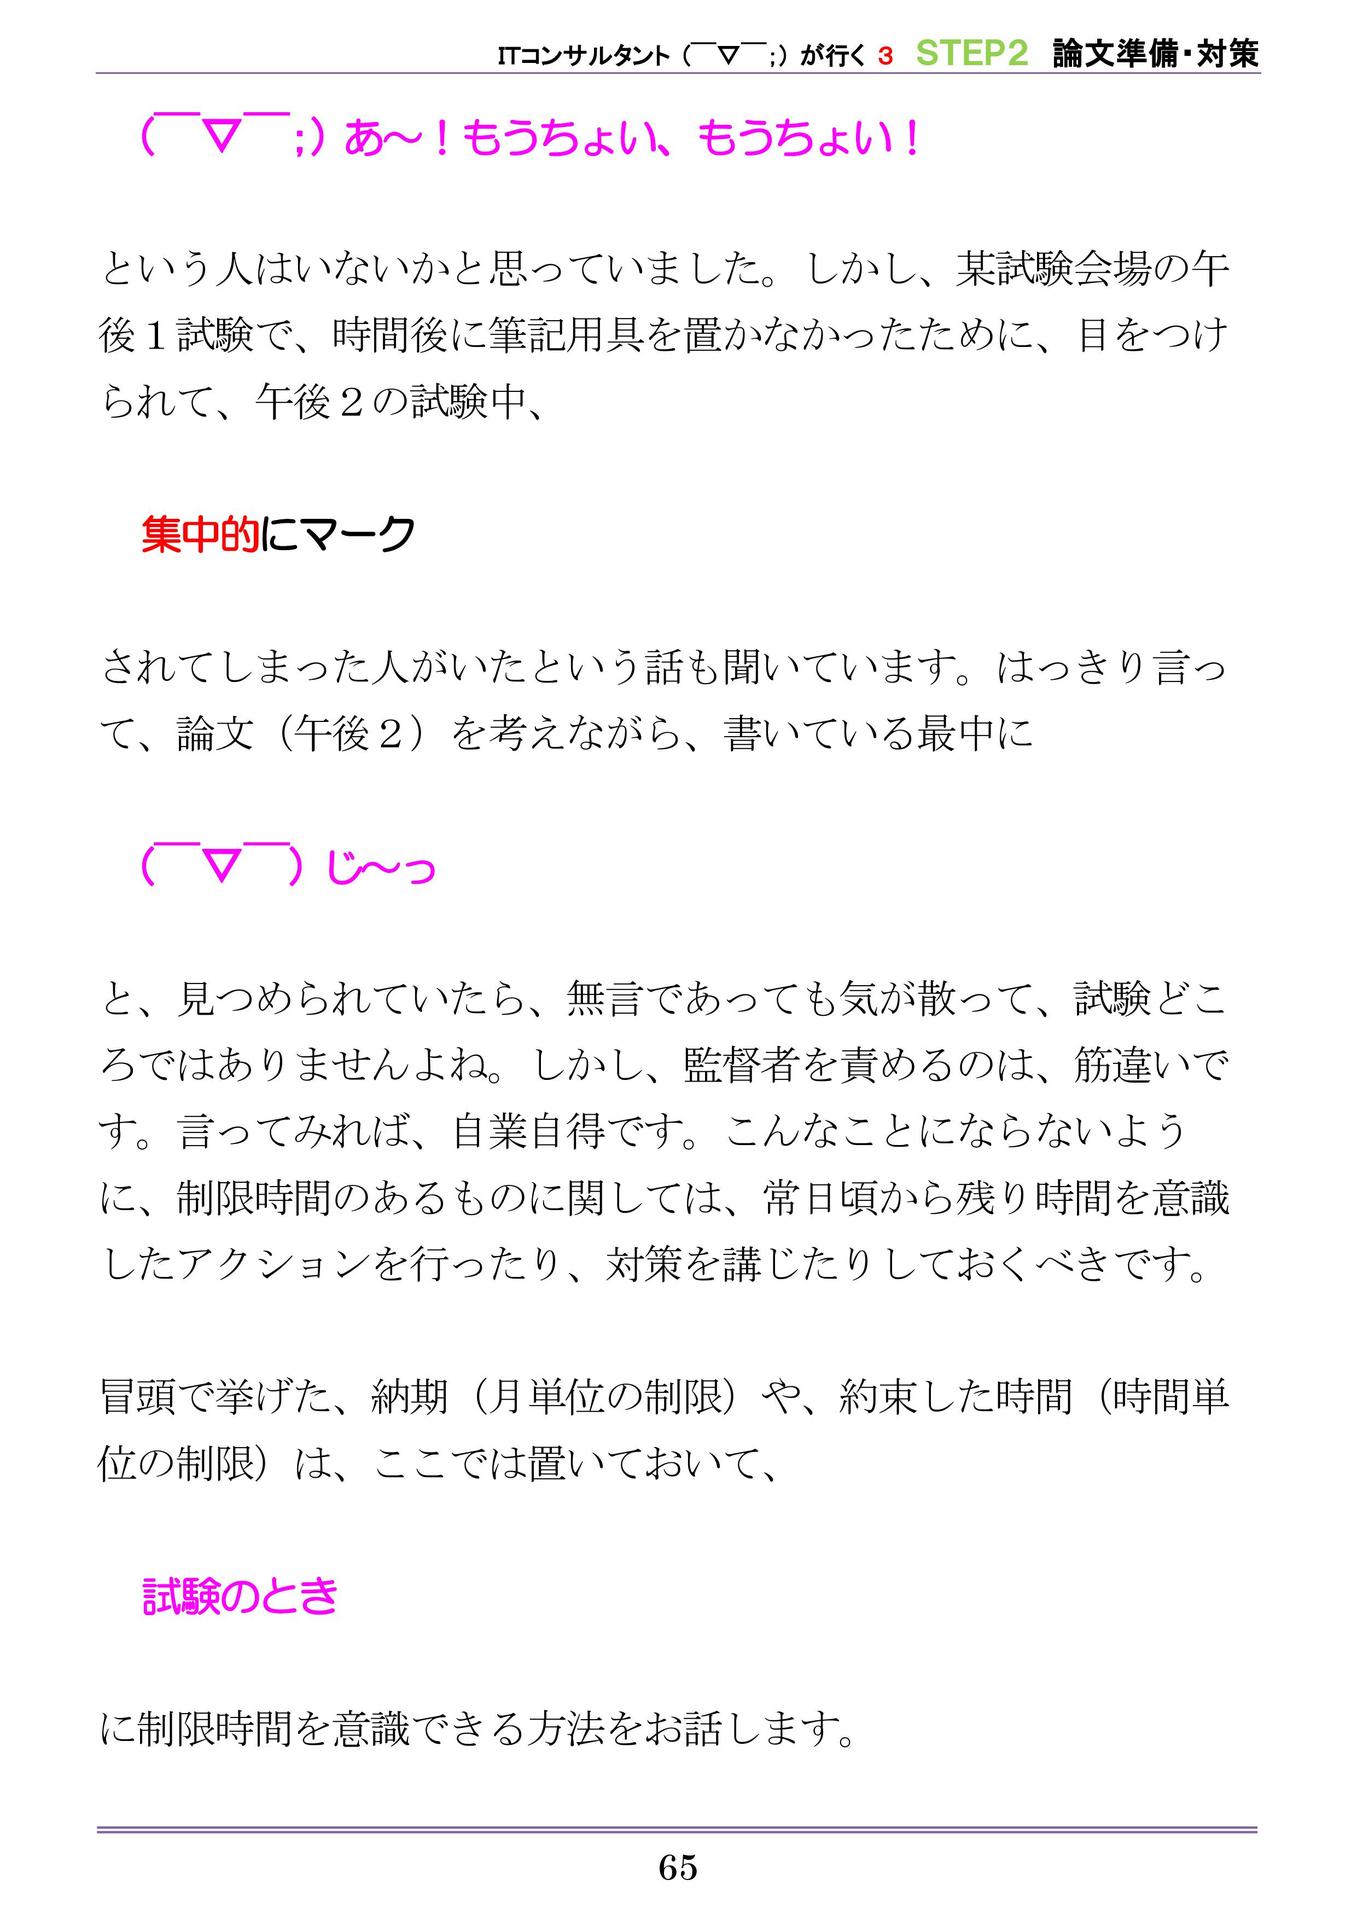 ITコンサルタント（￣▽￣；）が行く 3 STEP2 論文準備・対策
（￣▽￣；）あ～！もうちょい、もうちょい！
という人はいないかと思っていました。しかし、某試験会場の午
後１試験で、時間後に筆記用具を置かなかったために、目をつけ
られて、午後２の試験中、
集中的にマーク
されてしまった人がいたという話も聞いています。はっきり言っ
て、論文（午後２）を考えながら、書いている最中に
（￣▽￣）じ～っ
と、見つめられていたら、無言であっても気が散って、試験どこ
ろではありませんよね。しかし、監督者を責めるのは、筋違いで
す。言ってみれば、自業自得です。こんなことにならないよう
に、制限時間のあるものに関しては、常日頃から残り時間を意識
したアクションを行ったり、対策を講じたりしておくべきです。
冒頭で挙げた、納期（月単位の制限）や、約束した時間（時間単
位の制限）は、ここでは置いておいて、
試験のとき
に制限時間を意識できる方法をお話します。
65